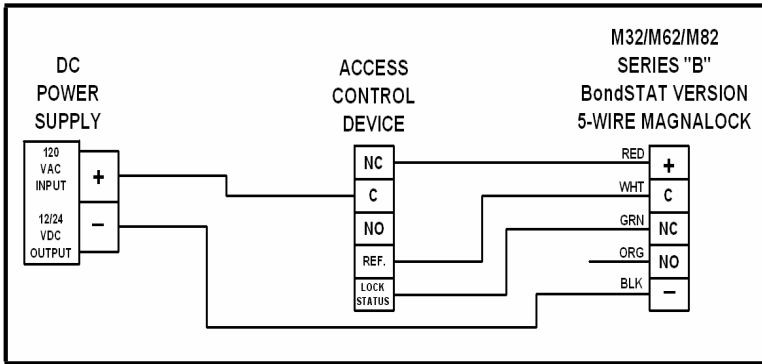 DC
POWER
SUPPLY
120
VAC
INPUT
+
12/24
VDC
OUTPUT
−
ACCESS
CONTROL
DEVICE
NC
C
NO
REF.
LOCK
STATUS
M32/M62/M82
SERIES "B"
BondSTAT VERSION
5-WIRE MAGNALOCK
RED +
WHT C
GRN NC
ORG NO
BLK −